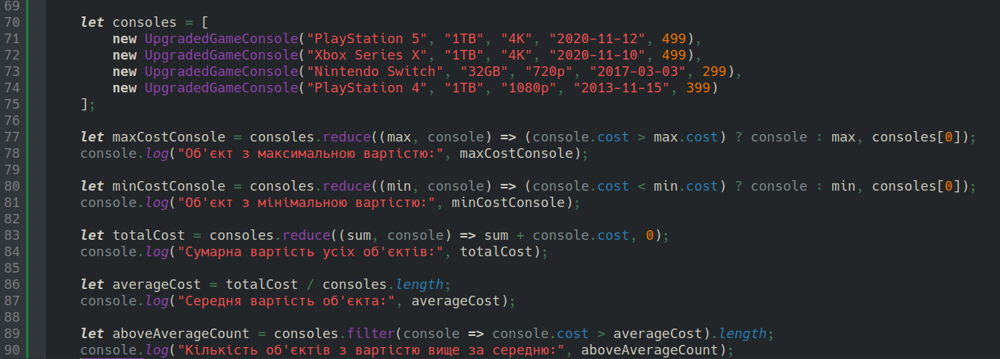 69
70 let consoles = [
71 new UpgradedGameConsole("PlayStation 5", "1TB", "4K", "2020-11-12", 499),
72 new UpgradedGameConsole("Xbox Series X", "1TB", "4K", "2020-11-10", 499),
73 new UpgradedGameConsole("Nintendo Switch", "32GB", "720p", "2017-03-03", 299),
74 new UpgradedGameConsole("PlayStation 4", "1TB", "1080p", "2013-11-15", 399)
75 ];
76
77 let maxCostConsole = consoles.reduce((max, console) => (console.cost > max.cost) ? console : max, consoles[0]);
78 console.log("Об'єкт з максимальною вартістю:", maxCostConsole);
79
80 let minCostConsole = consoles.reduce((min, console) => (console.cost < min.cost) ? console : min, consoles[0]);
81 console.log("Об'єкт з мінімальною вартістю:", minCostConsole);
82
83 let totalCost = consoles.reduce((sum, console) => sum + console.cost, 0);
84 console.log("Сумарна вартість усіх об'єктів:", totalCost);
85
86 let averageCost = totalCost / consoles.length;
87 console.log("Середня вартість об'єкта:", averageCost);
88
89 let aboveAverageCount = consoles.filter(console => console.cost > averageCost).length;
90 console.log("Кількість об'єктів з вартістю вище за середню:", aboveAverageCount);